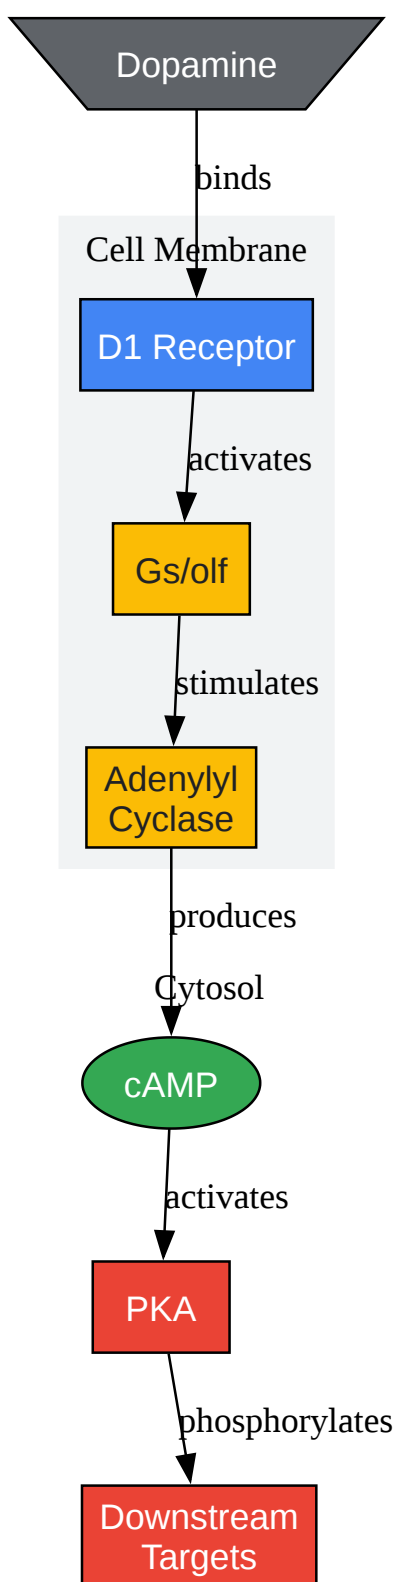 Dopamine
binds
Cell Membrane
D1 Receptor
activates
Gs/olf
stimulates
Adenylyl
Cyclase
produces
Cytosol
cAMP
activates
PKA
phosphorylates
Downstream
Targets